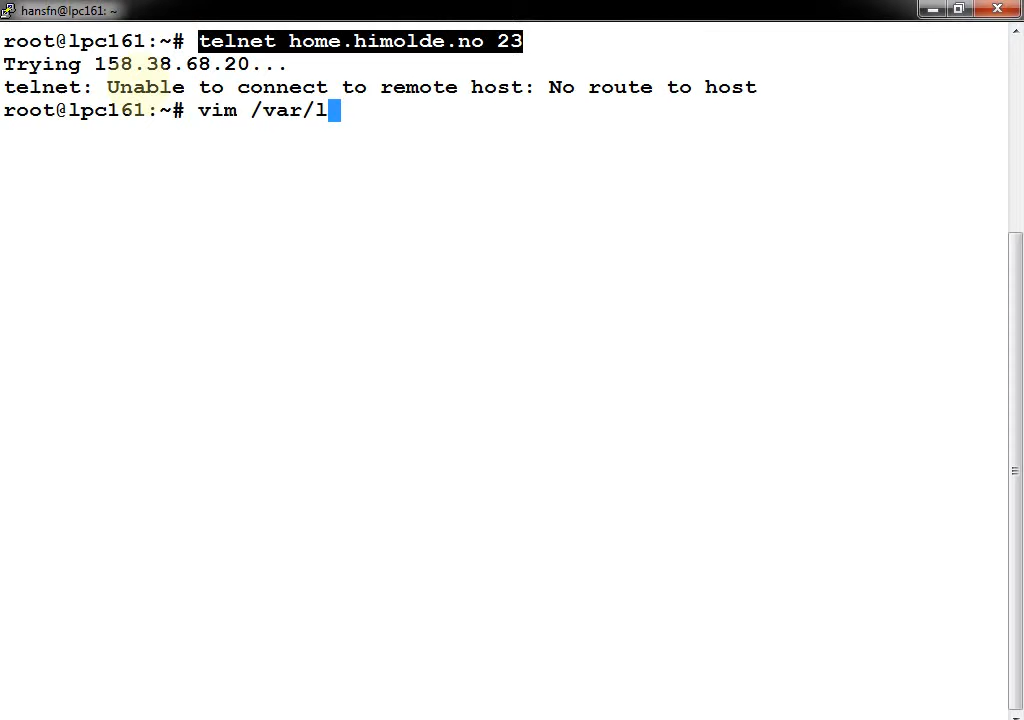 hansfn@lpc161: ~
root@lpc161:~# telnet home.himolde.no 23
Trying 158.38.68.20...
telnet: Unable to connect to remote host: No route to host
root@lpc161:~# vim /var/l